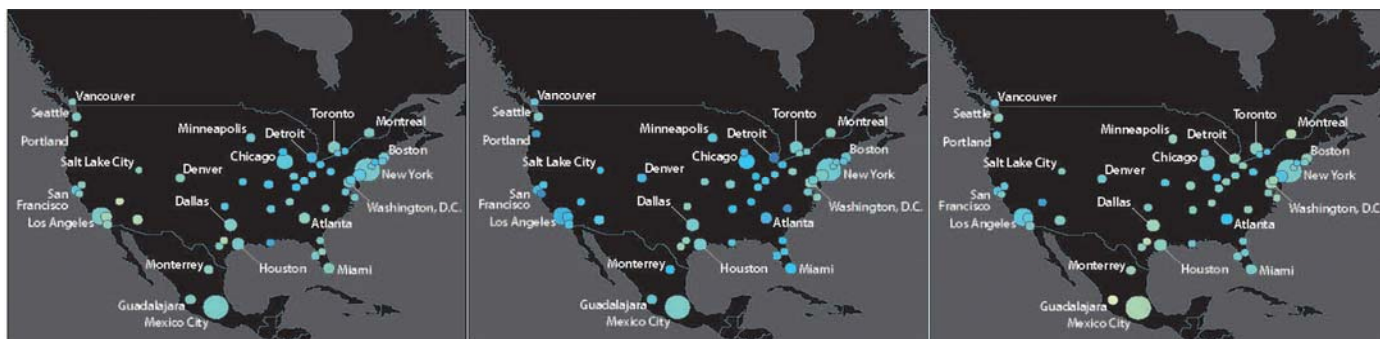 Vancouver
Seattle
Toronto
Montreal
Portland
Minneapolis
Detroit
Boston
Salt Lake City
Denver
Chicago
New York
San
Francisco
Dallas
Washington, D.C.
Los Angeles
Atlanta
Monterrey
Houston
Miami
Guadalajara
Mexico City
Vancouver
Seattle
Toronto
Montreal
Portland
Minneapolis
Detroit
Boston
Salt Lake City
Denver
Chicago
New York
San
Francisco
Dallas
Washington, D.C.
Los Angeles
Atlanta
Monterrey
Houston
Miami
Guadalajara
Mexico City
Vancouver
Seattle
Toronto
Montreal
Portland
Minneapolis
Detroit
Boston
Salt Lake City
Denver
Chicago
New York
San
Francisco
Dallas
Washington, D.C.
Los Angeles
Atlanta
Monterrey
Houston
Miami
Guadalajara
Mexico City